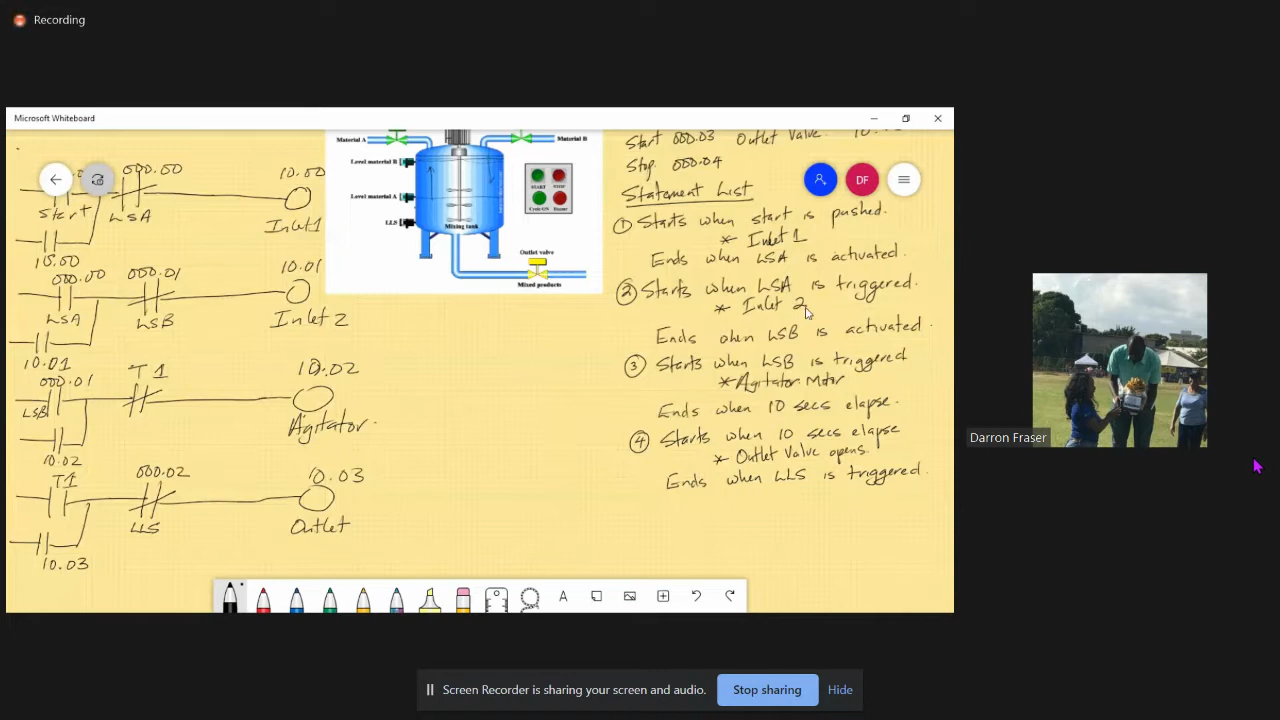 Recording
Microsoft Whiteboard
000.00
10.00
Start
LSA
Inlet 1
10.00
000.00
000.01
10.01
LSA
LSB
Inlet 2
10.01
000.01
T1
10.02
LSB
Agitator
10.02
T1
000.02
10.03
LLS
Outlet
10.03
Material A
Material B
Level material B
Level material A
LLS
START
STOP
Heater
Mixing tank
Outlet valve
Mixed products
Start 000.03 Outlet Valve
Stop 000.04
DF
Statement List
① Starts when start is pushed.
* Inlet 1
Ends when LSA is activated.
② Starts when LSA is triggered.
* Inlet 2
Ends when LSB is activated.
③ Starts when LSB is triggered
* Agitator Motor
Ends when 10 secs elapse.
④ Starts when 10 secs elapse
* Outlet Valve opens.
Ends when LLS is triggered.
Darron Fraser
A
Screen Recorder is sharing your screen and audio.
Stop sharing
Hide